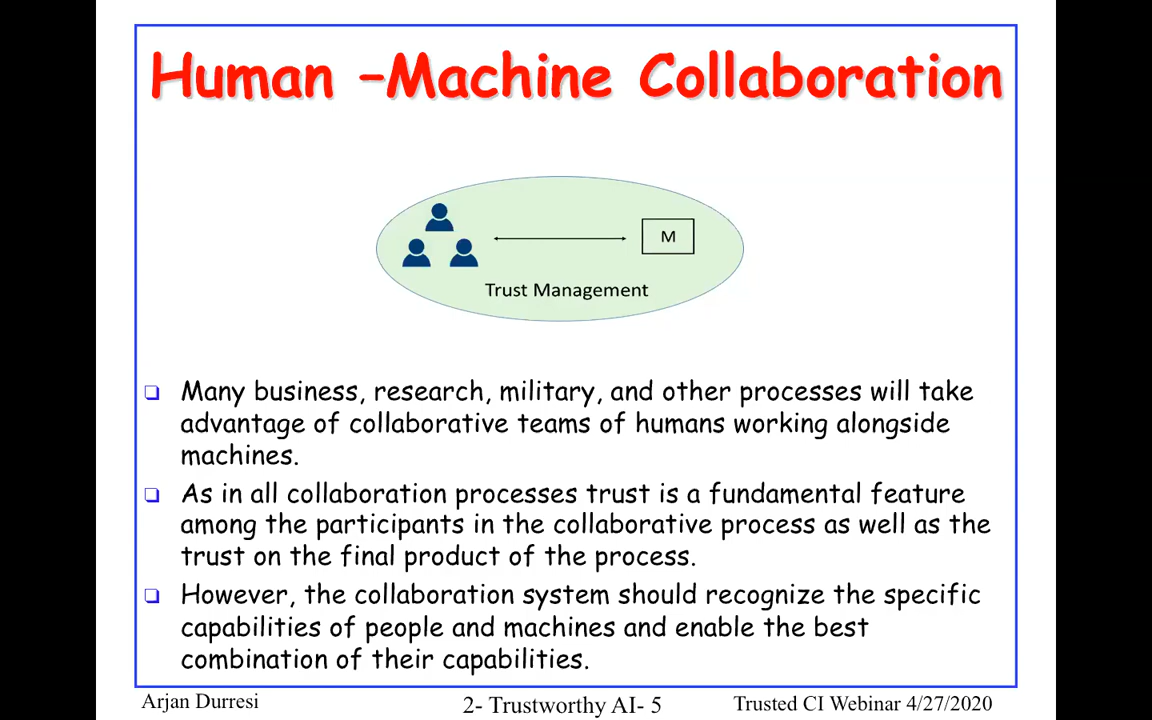 Human –Machine Collaboration
M
Trust Management
Many business, research, military, and other processes will take
advantage of collaborative teams of humans working alongside
machines.
As in all collaboration processes trust is a fundamental feature
among the participants in the collaborative process as well as the
trust on the final product of the process.
However, the collaboration system should recognize the specific
capabilities of people and machines and enable the best
combination of their capabilities.
Arjan Durresi
2- Trustworthy AI- 5
Trusted CI Webinar 4/27/2020